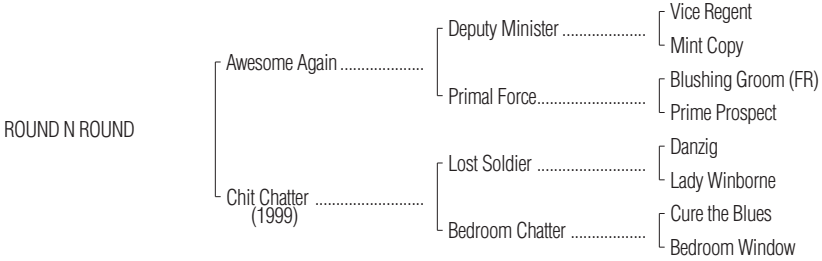 Vice Regent
Deputy Minister ....................
Mint Copy
Awesome Again ....................
Blushing Groom (FR)
Primal Force..........................
Prime Prospect
ROUND N ROUND
Danzig
Lost Soldier ..........................
Lady Winborne
Chit Chatter ..........................
(1999)
Cure the Blues
Bedroom Chatter ..................
Bedroom Window